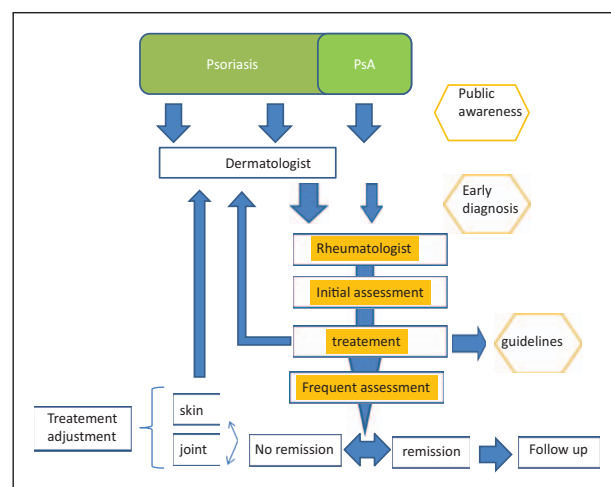 Psoriasis
PsA
Public
awareness
Dermatologist
Early
diagnosis
Rheumatologist
Initial assessment
treatement
guidelines
Frequent assessment
Treatement
adjustment
skin
joint
No remission
remission
Follow up